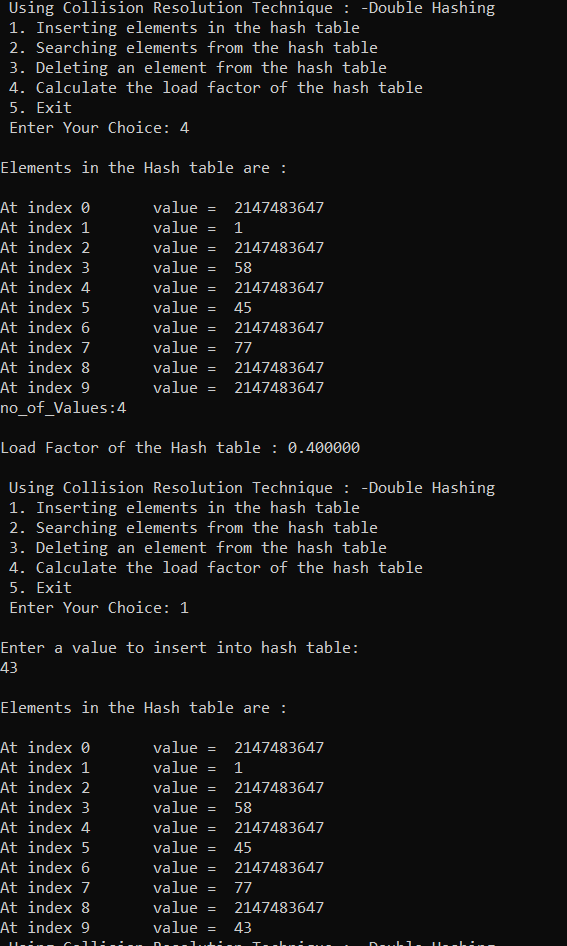 Using Collision Resolution Technique : -Double Hashing
1. Inserting elements in the hash table
2. Searching elements from the hash table
3. Deleting an element from the hash table
4. Calculate the load factor of the hash table
5. Exit
Enter Your Choice: 4
Elements in the Hash table are :
At index 0 value = 2147483647
At index 1 value = 1
At index 2 value = 2147483647
At index 3 value = 58
At index 4 value = 2147483647
At index 5 value = 45
At index 6 value = 2147483647
At index 7 value = 77
At index 8 value = 2147483647
At index 9 value = 2147483647
no_of_Values:4
Load Factor of the Hash table : 0.400000
Using Collision Resolution Technique : -Double Hashing
1. Inserting elements in the hash table
2. Searching elements from the hash table
3. Deleting an element from the hash table
4. Calculate the load factor of the hash table
5. Exit
Enter Your Choice: 1
Enter a value to insert into hash table:
43
Elements in the Hash table are :
At index 0 value = 2147483647
At index 1 value = 1
At index 2 value = 2147483647
At index 3 value = 58
At index 4 value = 2147483647
At index 5 value = 45
At index 6 value = 2147483647
At index 7 value = 77
At index 8 value = 2147483647
At index 9 value = 43